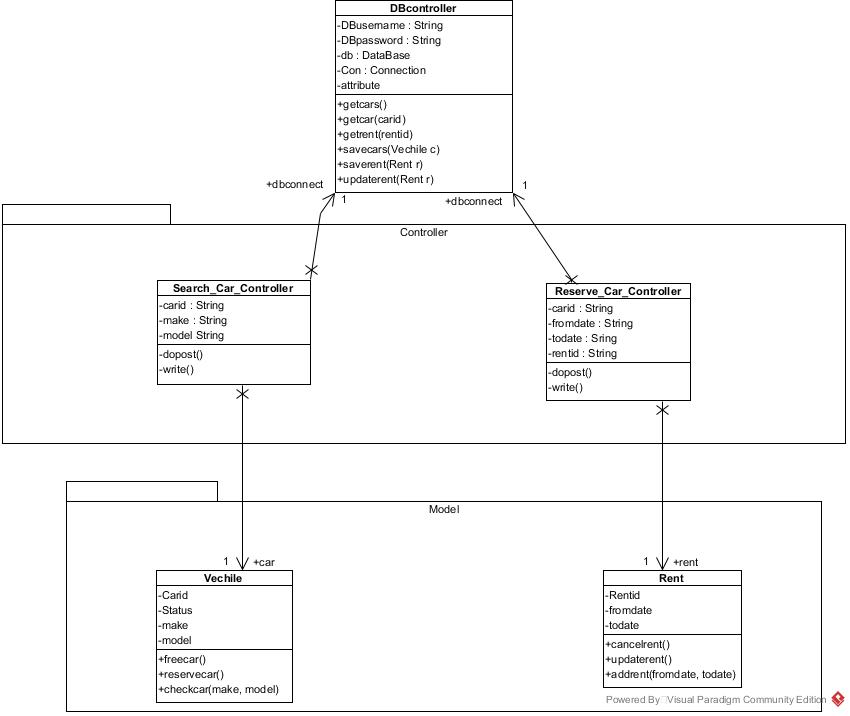 DBcontroller
-DBusername : String
-DBpassword : String
-db : DataBase
-Con : Connection
-attribute
+getcars()
+getcar(carid)
+getrent(rentid)
+savecars(Vechile c)
+saverent(Rent r)
+updaterent(Rent r)
+dbconnect
1
+dbconnect
1
Controller
Search_Car_Controller
-carid : String
-make : String
-model String
-dopost()
-write()
Reserve_Car_Controller
-carid : String
-fromdate : String
-todate : Sring
-rentid : String
-dopost()
-write()
Model
1 +car
Vechile
-Carid
-Status
-make
-model
+freecar()
+reservecar()
+checkcar(make, model)
1 +rent
Rent
-Rentid
-fromdate
-todate
+cancelrent()
+updaterent()
+addrent(fromdate, todate)
Powered By Visual Paradigm Community Edition